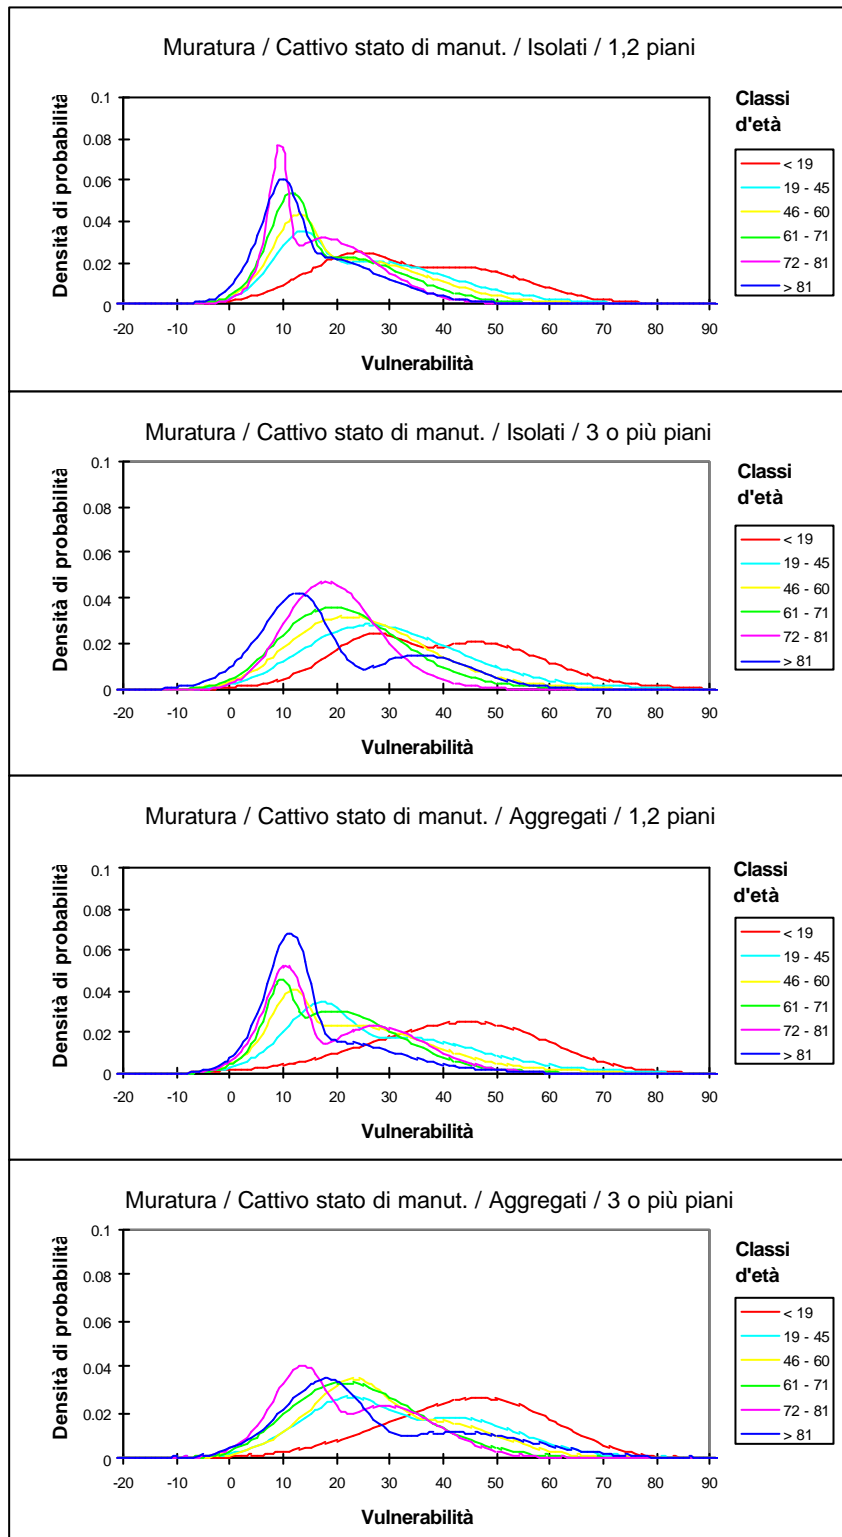 Muratura / Cattivo stato di manut. / Isolati / 1,2 piani
Densità di probabilità
0.1
0.08
0.06
0.04
0.02
0
-20 -10 0 10 20 30 40 50 60 70 80 90
Vulnerabilità
Classi
d'età
< 19
19 - 45
46 - 60
61 - 71
72 - 81
> 81
Muratura / Cattivo stato di manut. / Isolati / 3 o più piani
Densità di probabilità
0.1
0.08
0.06
0.04
0.02
0
-20 -10 0 10 20 30 40 50 60 70 80 90
Vulnerabilità
Classi
d'età
< 19
19 - 45
46 - 60
61 - 71
72 - 81
> 81
Muratura / Cattivo stato di manut. / Aggregati / 1,2 piani
Densità di probabilità
0.1
0.08
0.06
0.04
0.02
0
-20 -10 0 10 20 30 40 50 60 70 80 90
Vulnerabilità
Classi
d'età
< 19
19 - 45
46 - 60
61 - 71
72 - 81
> 81
Muratura / Cattivo stato di manut. / Aggregati / 3 o più piani
Densità di probabilità
0.1
0.08
0.06
0.04
0.02
0
-20 -10 0 10 20 30 40 50 60 70 80 90
Vulnerabilità
Classi
d'età
< 19
19 - 45
46 - 60
61 - 71
72 - 81
> 81